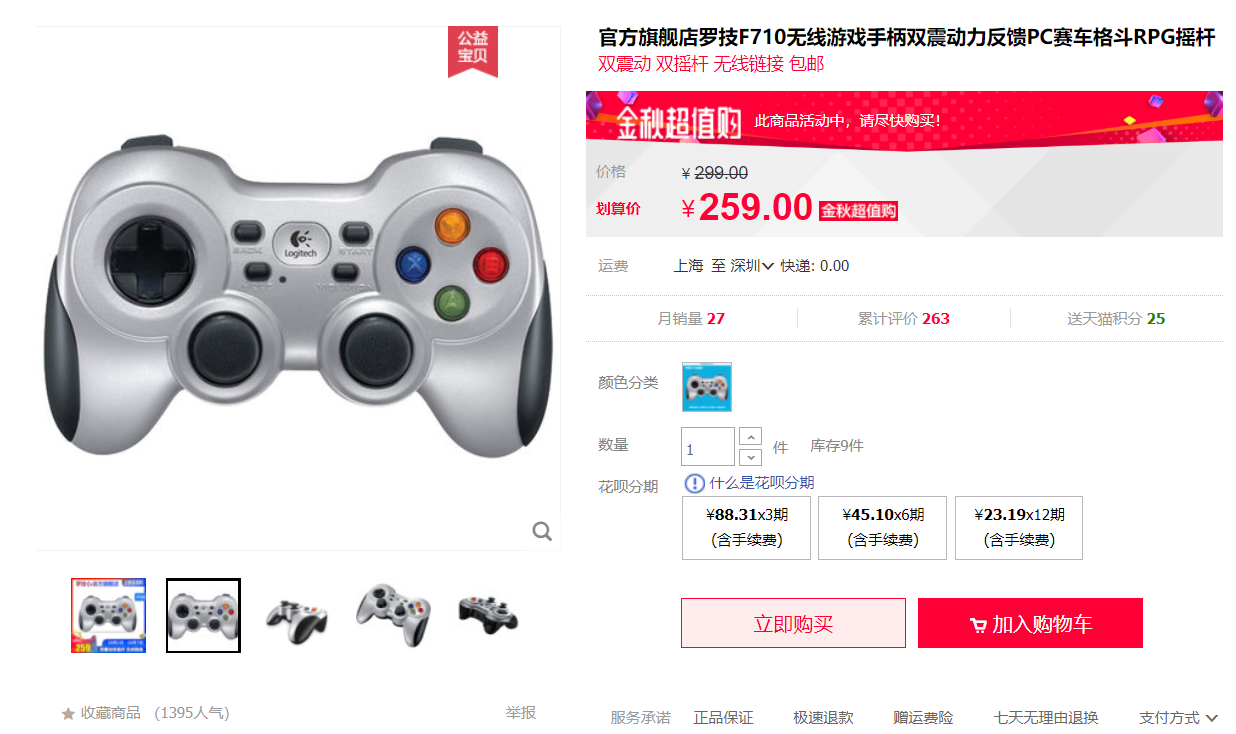 公益
宝贝
官方旗舰店罗技F710无线游戏手柄双震动力反馈PC赛车格斗RPG摇杆
双震动 双摇杆 无线链接 包邮
金秋超值购 此商品活动中，请尽快购买！
价格 ¥299.00
划算价 ¥259.00 金秋超值购
Logitech
BACK START
运费 上海 至 深圳 快递: 0.00
月销量 27 累计评价 263 送天猫积分 25
颜色分类
数量 1 件 库存9件
花呗分期 什么是花呗分期
¥88.31x3期 ¥45.10x6期 ¥23.19x12期
(含手续费) (含手续费) (含手续费)
立即购买 加入购物车
收藏商品 (1395人气) 举报
服务承诺 正品保证 极速退款 赠运费险 七天无理由退换 支付方式